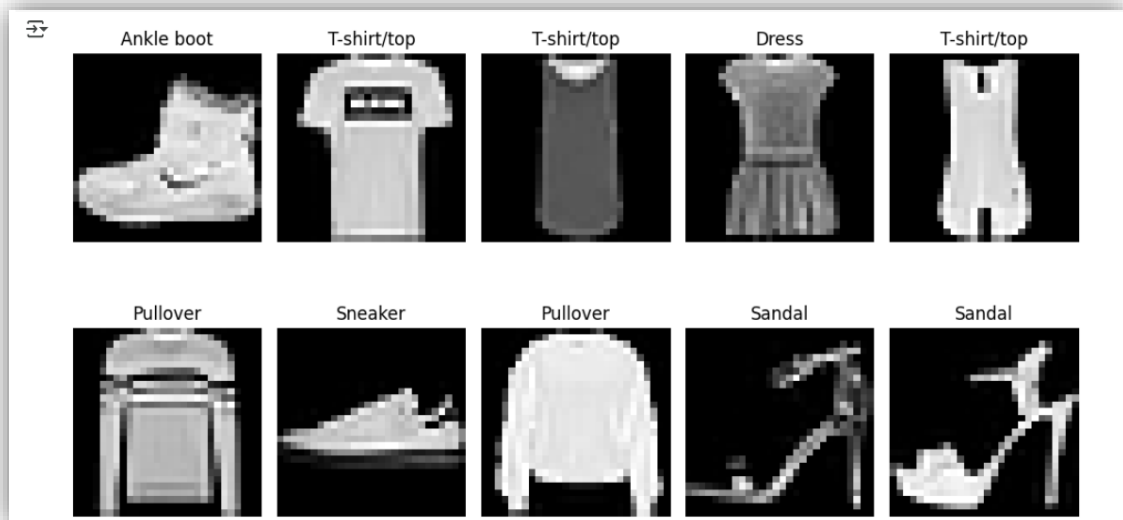 Ankle boot T-shirt/top T-shirt/top Dress T-shirt/top
Pullover Sneaker Pullover Sandal Sandal